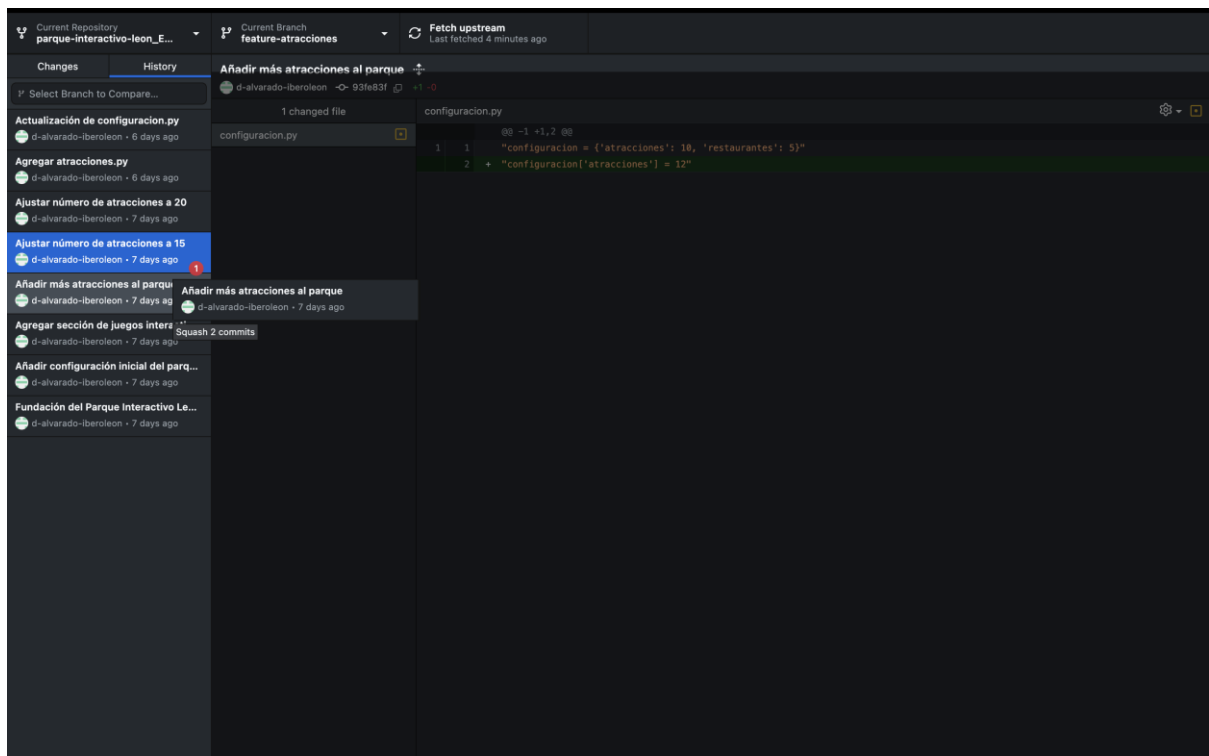 Current Repository
parque-interactivo-leon_E...
Current Branch
feature-atracciones
Fetch upstream
Last fetched 4 minutes ago
Changes
History
Select Branch to Compare...
Actualización de configuracion.py
d-alvarado-iberoleon • 6 days ago
Agregar atracciones.py
d-alvarado-iberoleon • 6 days ago
Ajustar número de atracciones a 20
d-alvarado-iberoleon • 7 days ago
Ajustar número de atracciones a 15
d-alvarado-iberoleon • 7 days ago
1
Añadir más atracciones al parqu
d-alvarado-iberoleon • 7 days ag
Añadir más atracciones al parque
d-alvarado-iberoleon • 7 days ago
Squash 2 commits
Agregar sección de juegos intera
d-alvarado-iberoleon • 7 days ago
Añadir configuración inicial del parq...
d-alvarado-iberoleon • 7 days ago
Fundación del Parque Interactivo Le...
d-alvarado-iberoleon • 7 days ago
Añadir más atracciones al parque
d-alvarado-iberoleon 93fe83f +1 -0
1 changed file
configuracion.py
configuracion.py
@@ -1 +1,2 @@
1 1 "configuracion = {'atracciones': 10, 'restaurantes': 5}"
2 + "configuracion['atracciones'] = 12"